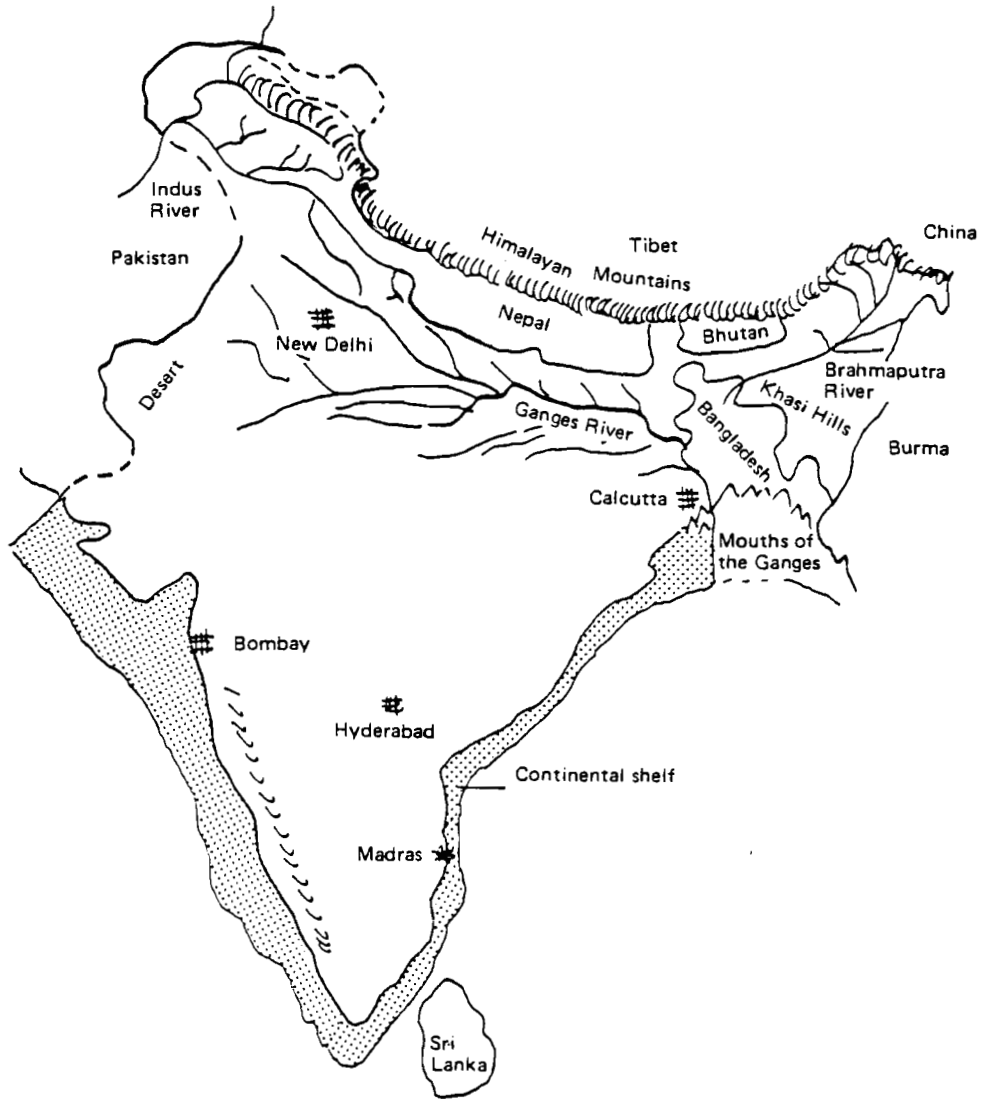 Indus
River
Pakistan
Himalayan
Tibet
Mountains
China
Nepal
Bhutan
New Delhi
Desert
Brahmaputra
River
Khasi Hills
Ganges River
Bangladesh
Burma
Calcutta
Mouths of
the Ganges
Bombay
Hyderabad
Continental shelf
Madras
Sri
Lanka